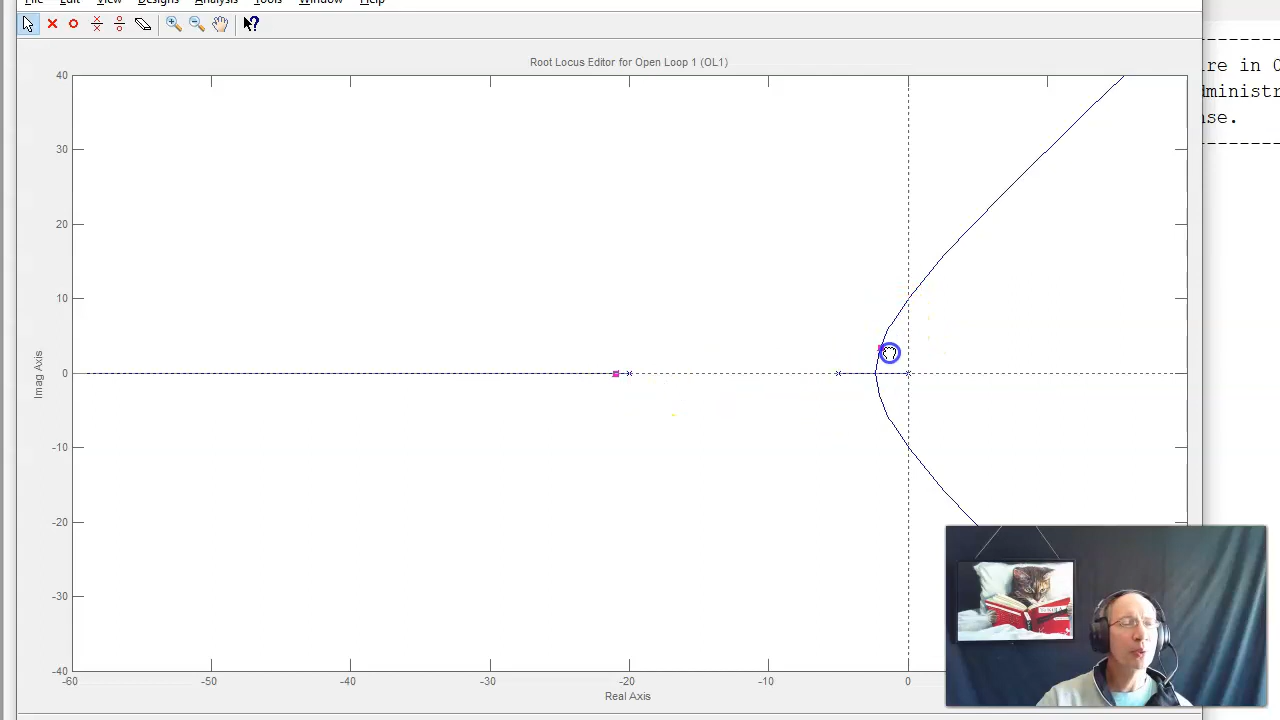 File Edit View Designs Analysis Tools Window Help
Root Locus Editor for Open Loop 1 (OL1)
40
30
20
10
0
-10
-20
-30
-40
Imag Axis
-60 -50 -40 -30 -20 -10 0
Real Axis
re in